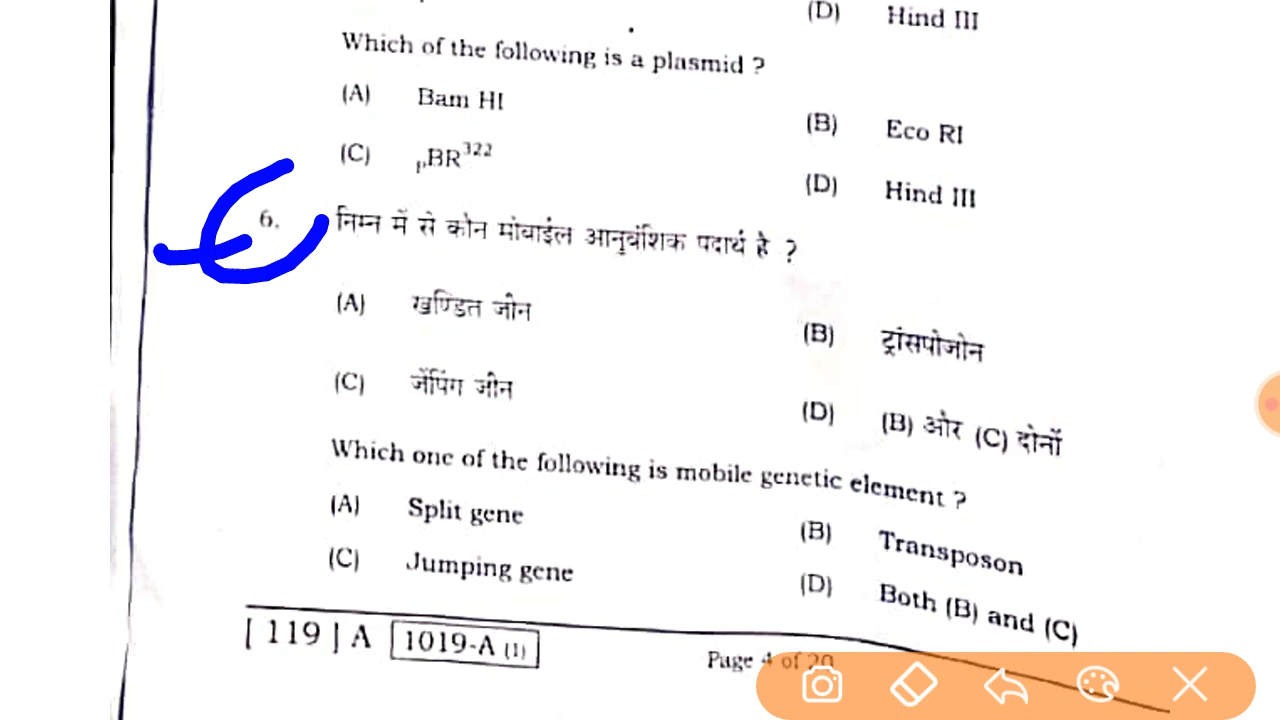 (D) Hind III
Which of the following is a plasmid ?
(A) Bam HI
(B) Eco RI
(C) pBR322
(D) Hind III
6. निम्न में से कौन मोबाईल आनुवंशिक पदार्थ है ?
(A) खण्डित जीन
(B) ट्रांसपोजोन
(C) जंपिंग जीन
(D) (B) और (C) दोनों
Which one of the following is mobile genetic element ?
(A) Split gene
(B) Transposon
(C) Jumping gene
(D) Both (B) and (C)
[ 119 ] A 1019-A (1)
Page 4 of 20